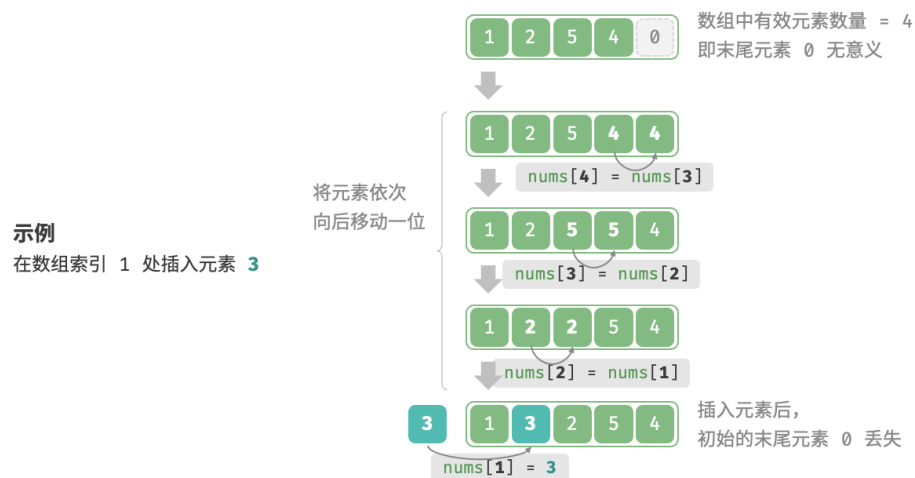 1 2 5 4 0
数组中有效元素数量 = 4
即末尾元素 0 无意义
1 2 5 4 4
nums[4] = nums[3]
将元素依次
向后移动一位
1 2 5 5 4
nums[3] = nums[2]
示例
在数组索引 1 处插入元素 3
1 2 2 5 4
nums[2] = nums[1]
3 1 3 2 5 4
插入元素后，
初始的末尾元素 0 丢失
nums[1] = 3